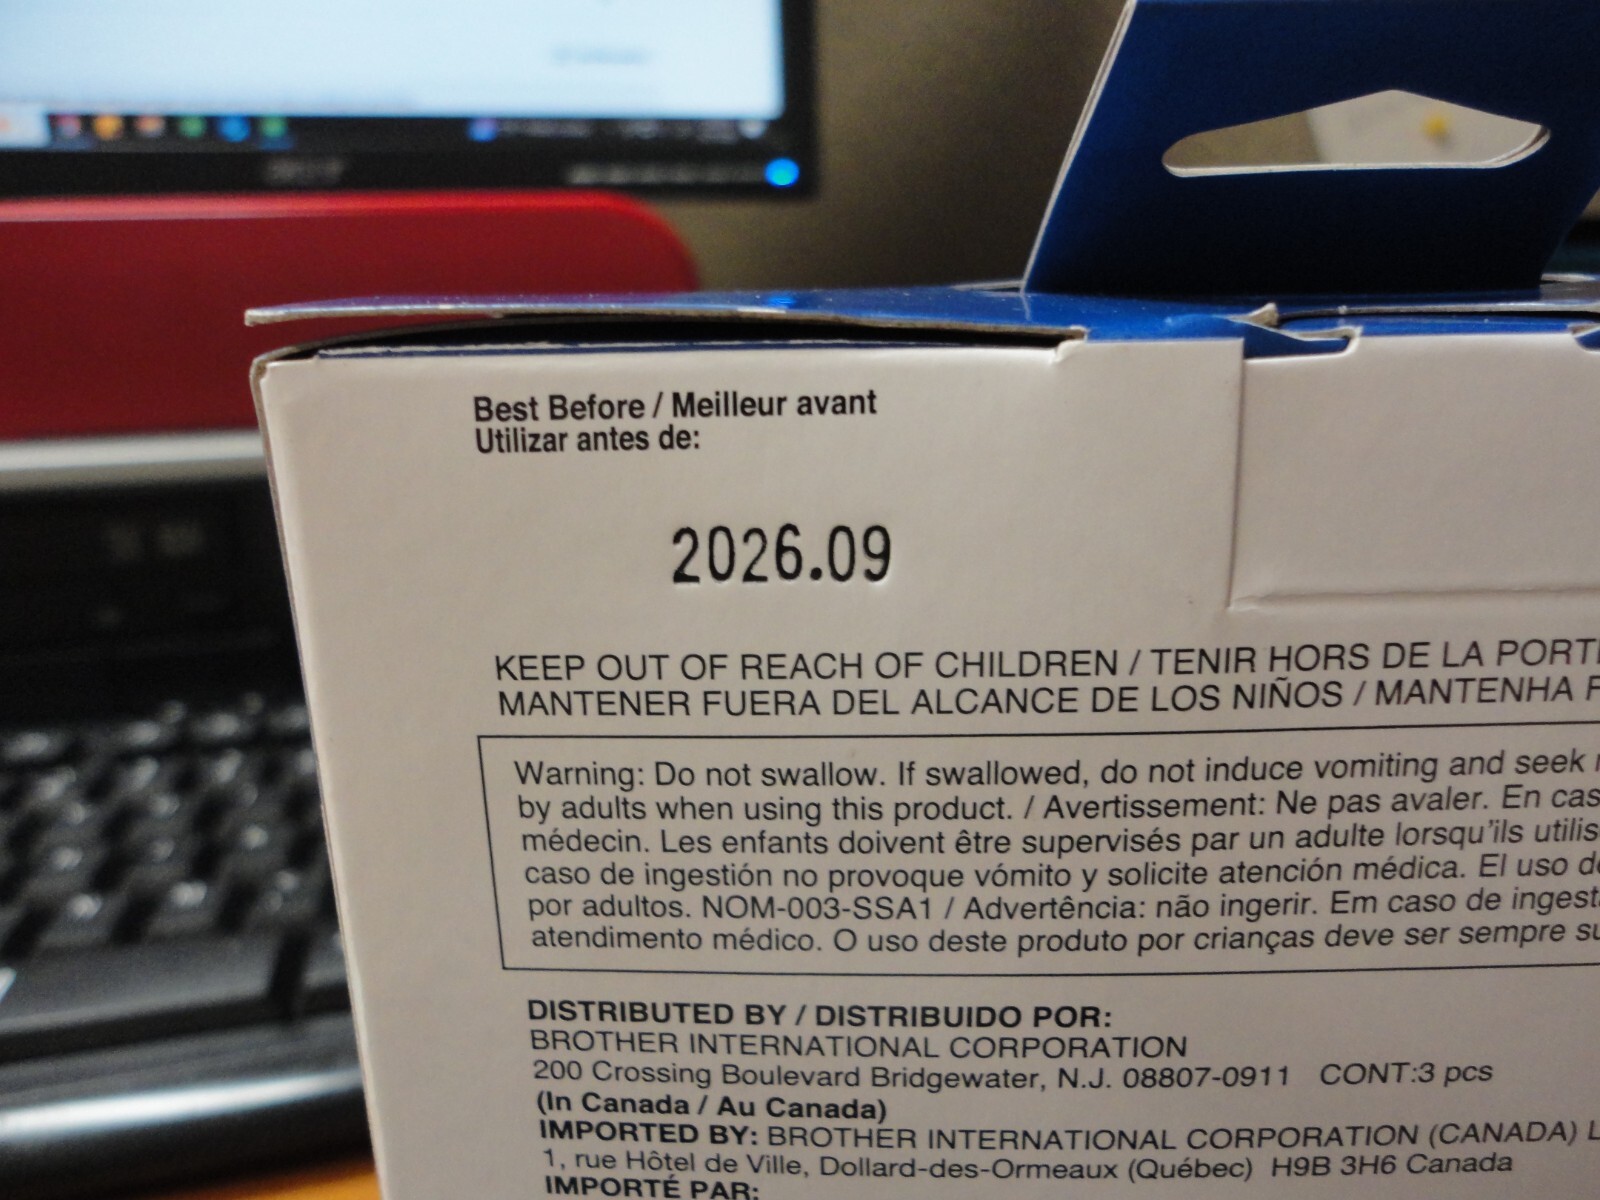 Best Before / Meilleur avant
Utilizar antes de:
2026.09
KEEP OUT OF REACH OF CHILDREN / TENIR HORS DE LA
MANTENER FUERA DEL ALCANCE DE LOS NIÑOS / MANTENHA
Warning: Do not swallow. If swallowed, do not induce vomiting and seek
by adults when using this product. / Avertissement: Ne pas avaler. En cas
médecin. Les enfants doivent être supervisés par un adulte lorsqu'ils
caso de ingestión no provoque vómito y solicite atención médica. El uso
por adultos. NOM-003-SSA1 / Advertência: não ingerir. Em caso de
atendimento médico. O uso deste produto por crianças deve ser sempre
DISTRIBUTED BY / DISTRIBUIDO POR:
BROTHER INTERNATIONAL CORPORATION
200 Crossing Boulevard Bridgewater, N.J. 08807-0911 CONT:3 pcs
(In Canada / Au Canada)
IMPORTED BY: BROTHER INTERNATIONAL CORPORATION (CANADA)
1, rue Hôtel de Ville, Dollard-des-Ormeaux (Québec) H9B 3H6 Canada
IMPORTÉ PAR: